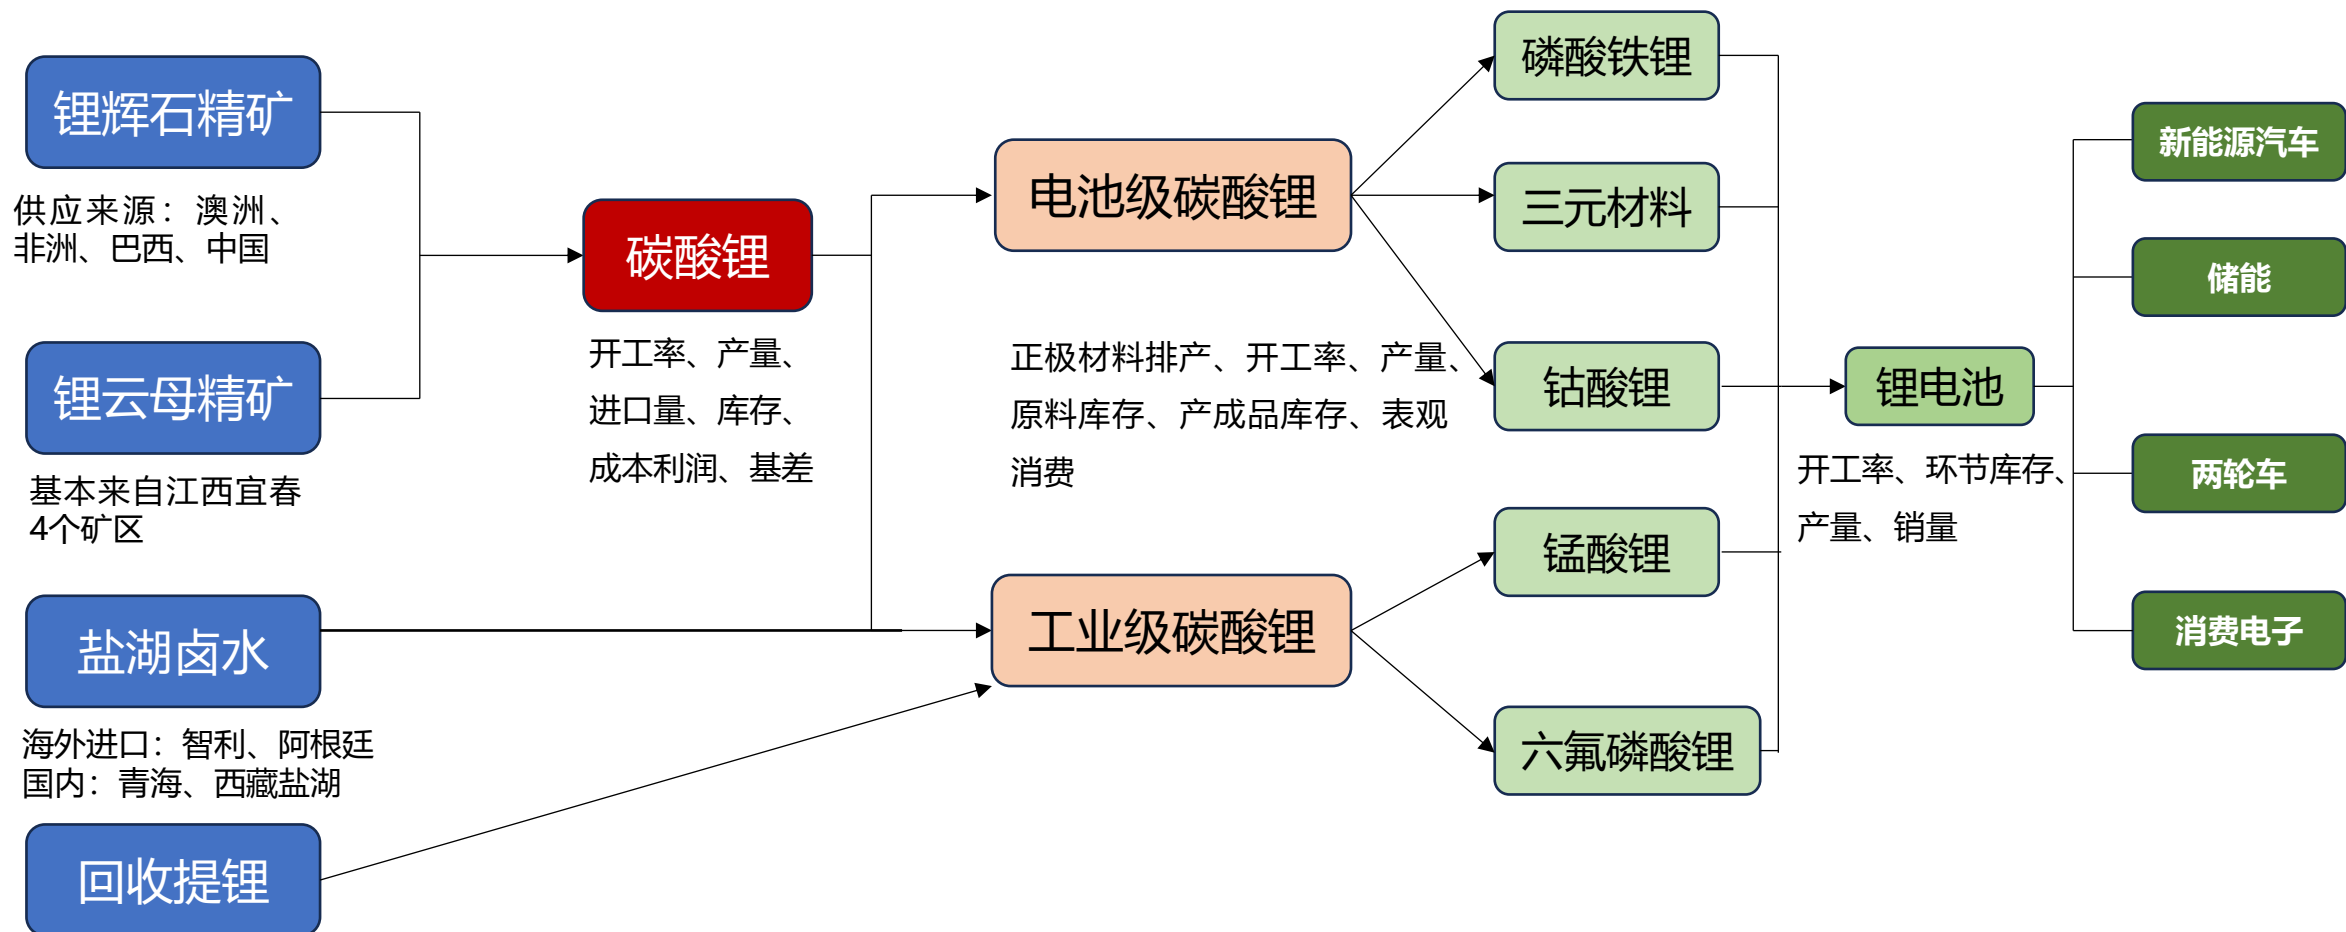 锂辉石精矿
供应来源：澳洲、
非洲、巴西、中国
锂云母精矿
基本来自江西宜春
4个矿区
盐湖卤水
海外进口：智利、阿根廷
国内：青海、西藏盐湖
回收提锂
碳酸锂
开工率、产量、
进口量、库存、
成本利润、基差
电池级碳酸锂
正极材料排产、开工率、产量、
原料库存、产成品库存、表观
消费
工业级碳酸锂
磷酸铁锂
三元材料
钴酸锂
锰酸锂
六氟磷酸锂
锂电池
开工率、环节库存、
产量、销量
新能源汽车
储能
两轮车
消费电子